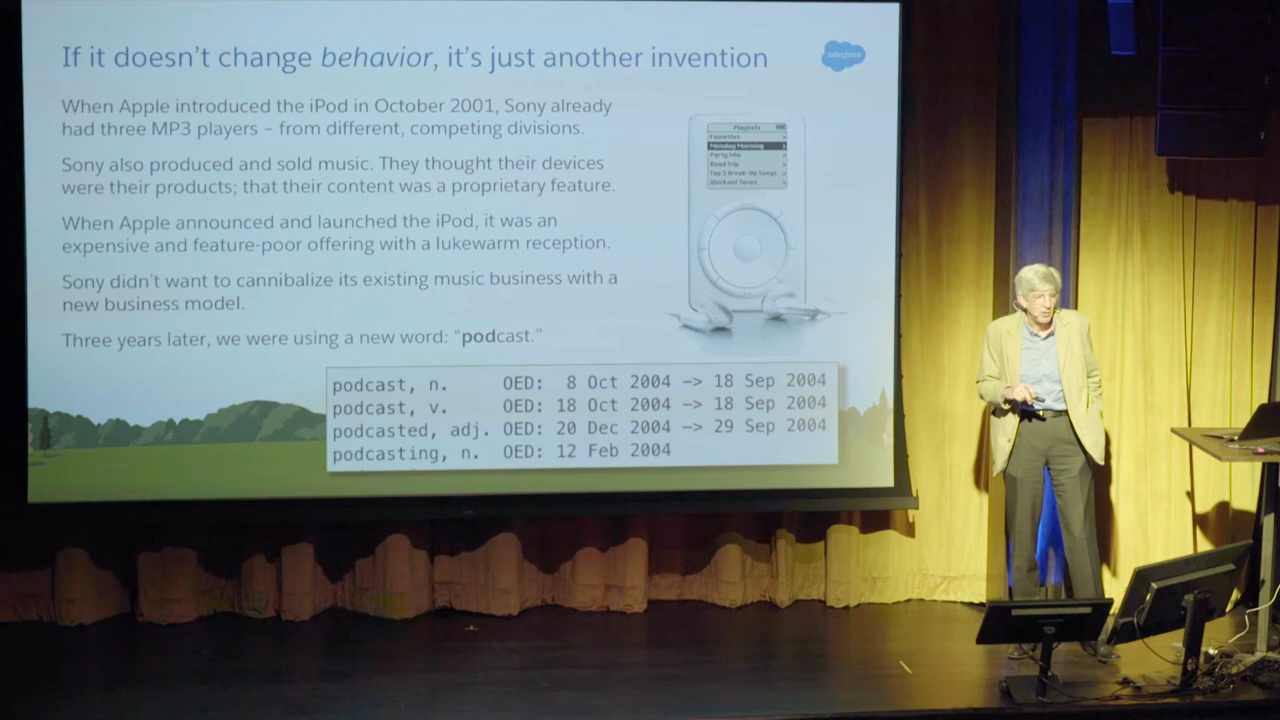 If it doesn't change behavior, it's just another invention
salesforce
When Apple introduced the iPod in October 2001, Sony already
had three MP3 players – from different, competing divisions.
Sony also produced and sold music. They thought their devices
were their products; that their content was a proprietary feature.
When Apple announced and launched the iPod, it was an
expensive and feature-poor offering with a lukewarm reception.
Sony didn't want to cannibalize its existing music business with a
new business model.
Three years later, we were using a new word: “podcast.”
Playlists
Favorites >
Monday Morning >
Party Mix >
Road Trip >
Top 5 Break-Up Songs >
Workout Tunes >
podcast, n. OED: 8 Oct 2004 -> 18 Sep 2004
podcast, v. OED: 18 Oct 2004 -> 18 Sep 2004
podcasted, adj. OED: 20 Dec 2004 -> 29 Sep 2004
podcasting, n. OED: 12 Feb 2004